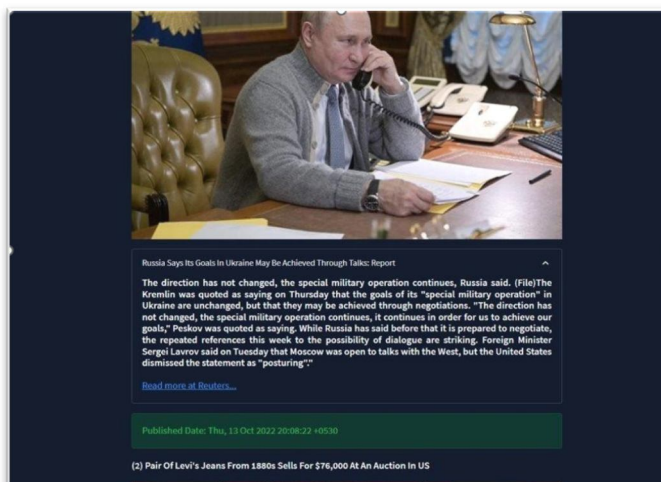 Russia Says Its Goals In Ukraine May Be Achieved Through Talks: Report
The direction has not changed, the special military operation continues, Russia said. (File)The
Kremlin was quoted as saying on Thursday that the goals of its "special military operation" in
Ukraine are unchanged, but that they may be achieved through negotiations. "The direction has
not changed, the special military operation continues, it continues in order for us to achieve our
goals," Peskov was quoted as saying. While Russia has said before that it is prepared to negotiate,
the repeated references this week to the possibility of dialogue are striking. Foreign Minister
Sergei Lavrov said on Tuesday that Moscow was open to talks with the West, but the United States
dismissed the statement as "posturing"."
Read more at Reuters...
Published Date: Thu, 13 Oct 2022 20:08:22 +0530
(2) Pair Of Levi's Jeans From 1880s Sells For $76,000 At An Auction In US